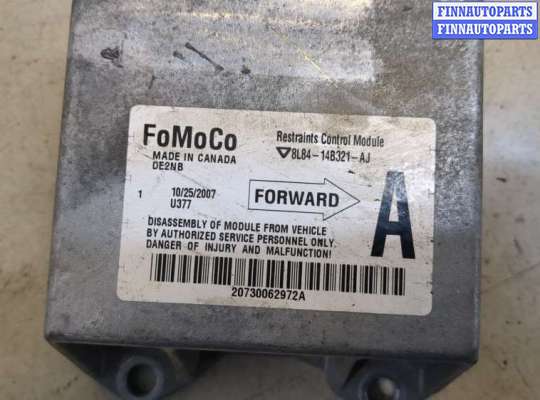 FINNAUTOPARTS
FINNAUTOPARTS
FoMoCo
MADE IN CANADA
DE2NB
Restraints Control Module
8L84-14B321-AJ
1
10/25/2007
U377
FORWARD
A
DISASSEMBLY OF MODULE FROM VEHICLE
BY AUTHORIZED SERVICE PERSONNEL ONLY.
DANGER OF INJURY AND MALFUNCTION!
20730062972A